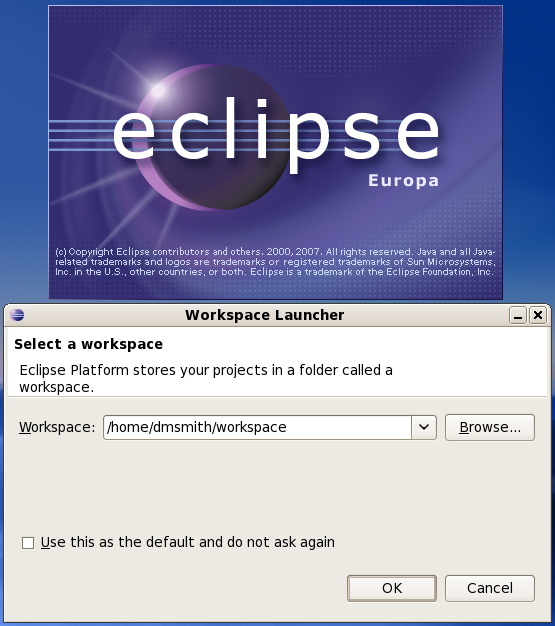 eclipse
Europa
(c) Copyright Eclipse contributors and others. 2000, 2007. All rights reserved. Java and all Java-
related trademarks and logos are trademarks or registered trademarks of Sun Microsystems,
Inc. in the U.S., other countries, or both. Eclipse is a trademark of the Eclipse Foundation, Inc.
Workspace Launcher
Select a workspace
Eclipse Platform stores your projects in a folder called a
workspace.
Workspace: /home/dmsmith/workspace Browse...
Use this as the default and do not ask again
OK Cancel